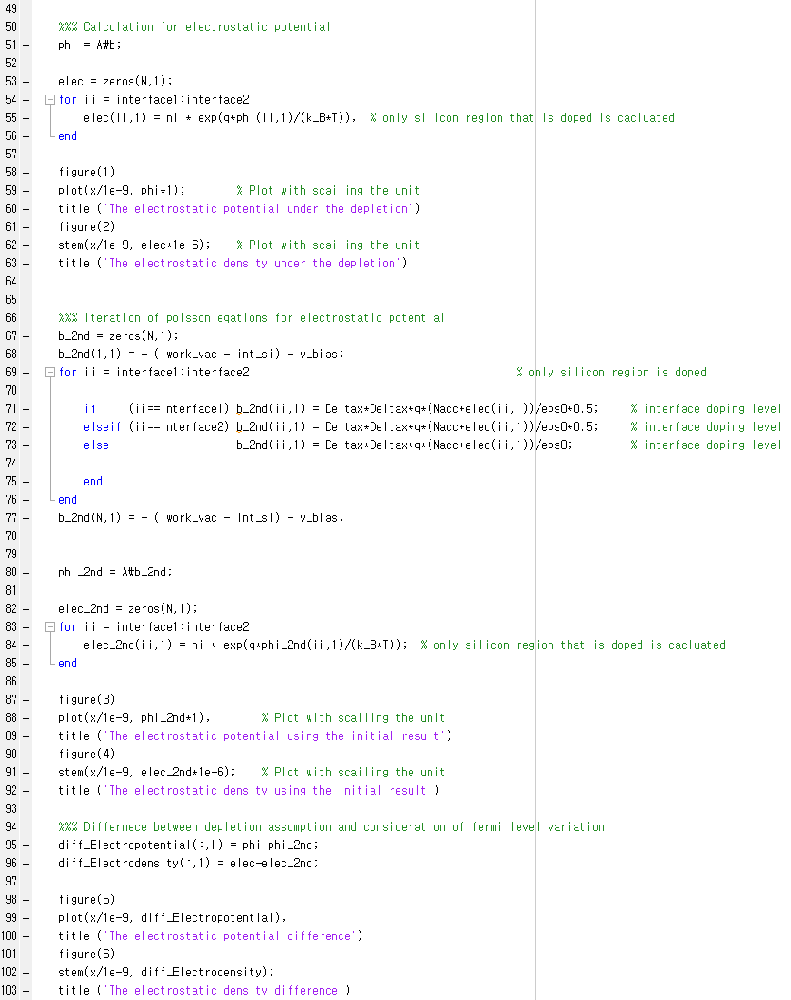 49
50 %%% Calculation for electrostatic potential
51 – phi = A₩b;
52
53 – elec = zeros(N,1);
54 – for ii = interface1:interface2
55 – elec(ii,1) = ni * exp(q*phi(ii,1)/(k_B*T)); % only silicon region that is doped is cacluated
56 – end
57
58 – figure(1)
59 – plot(x/1e-9, phi*1); % Plot with scailing the unit
60 – title ('The electrostatic potential under the depletion')
61 – figure(2)
62 – stem(x/1e-9, elec*1e-6); % Plot with scailing the unit
63 – title ('The electrostatic density under the depletion')
64
65
66 %%% Iteration of poisson eqations for electrostatic potential
67 – b_2nd = zeros(N,1);
68 – b_2nd(1,1) = - ( work_vac - int_si) - v_bias;
69 – for ii = interface1:interface2 % only silicon region is doped
70
71 – if (ii==interface1) b_2nd(ii,1) = Deltax*Deltax*q*(Nacc+elec(ii,1))/eps0*0.5; % interface doping level
72 – elseif (ii==interface2) b_2nd(ii,1) = Deltax*Deltax*q*(Nacc+elec(ii,1))/eps0*0.5; % interface doping level
73 – else b_2nd(ii,1) = Deltax*Deltax*q*(Nacc+elec(ii,1))/eps0; % interface doping level
74
75 – end
76 – end
77 – b_2nd(N,1) = - ( work_vac - int_si) - v_bias;
78
79
80 – phi_2nd = A₩b_2nd;
81
82 – elec_2nd = zeros(N,1);
83 – for ii = interface1:interface2
84 – elec_2nd(ii,1) = ni * exp(q*phi_2nd(ii,1)/(k_B*T)); % only silicon region that is doped is cacluated
85 – end
86
87 – figure(3)
88 – plot(x/1e-9, phi_2nd*1); % Plot with scailing the unit
89 – title ('The electrostatic potential using the initial result')
90 – figure(4)
91 – stem(x/1e-9, elec_2nd*1e-6); % Plot with scailing the unit
92 – title ('The electrostatic density using the initial result')
93
94 %%% Differnece between depletion assumption and consideration of fermi level variation
95 – diff_Electropotential(:,1) = phi-phi_2nd;
96 – diff_Electrodensity(:,1) = elec-elec_2nd;
97
98 – figure(5)
99 – plot(x/1e-9, diff_Electropotential);
100 – title ('The electrostatic potential difference')
101 – figure(6)
102 – stem(x/1e-9, diff_Electrodensity);
103 – title ('The electrostatic density difference')